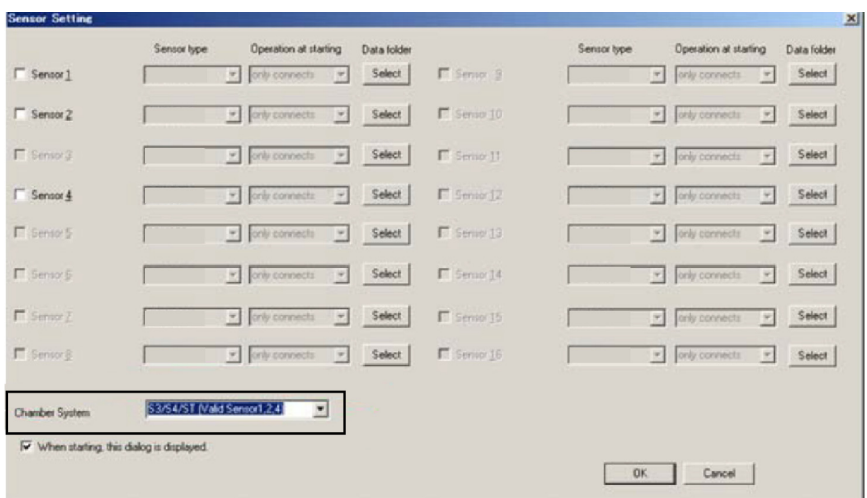 Sensor Setting
Sensor type Operation at starting Data folder Sensor type Operation at starting Data folder
Sensor 1 only connects Select Sensor 9 only connects Select
Sensor 2 only connects Select Sensor 10 only connects Select
Sensor 3 only connects Select Sensor 11 only connects Select
Sensor 4 only connects Select Sensor 12 only connects Select
Sensor 5 only connects Select Sensor 13 only connects Select
Sensor 6 only connects Select Sensor 14 only connects Select
Sensor 7 only connects Select Sensor 15 only connects Select
Sensor 8 only connects Select Sensor 16 only connects Select
Chamber System S3/S4/ST (Valid Sensor1,2,4
When starting, this dialog is displayed.
OK Cancel